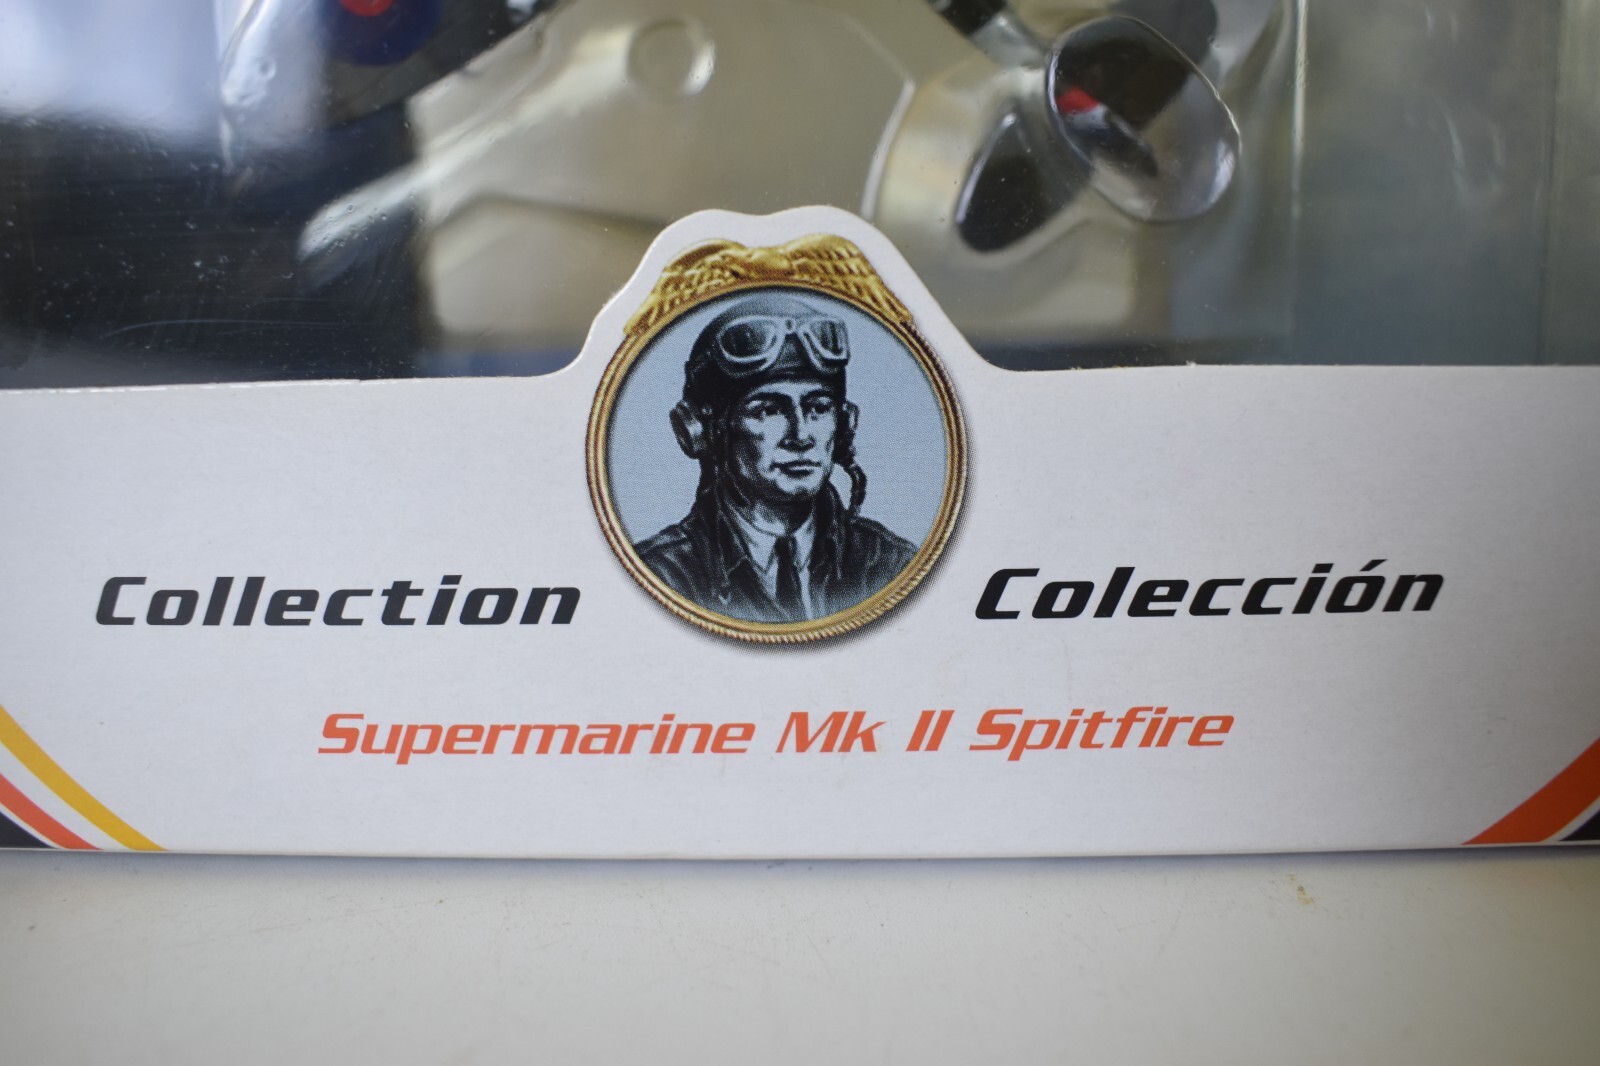 Collection Colección
Supermarine Mk II Spitfire